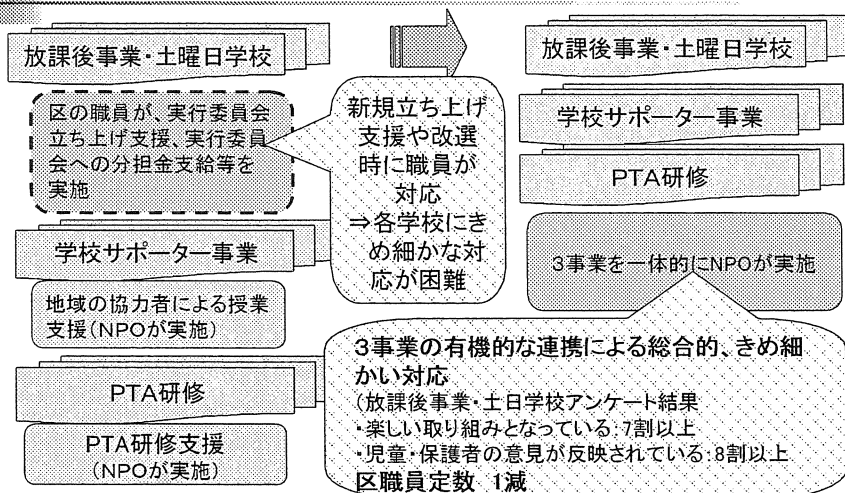 放課後事業・土曜日学校
区の職員が、実行委員会
立ち上げ支援、実行委員
会への分担金支給等を
実施
新規立ち上げ
支援や改選
時に職員が
対応
⇒各学校にき
め細かな対
応が困難
学校サポーター事業
地域の協力者による授業
支援(NPOが実施)
PTA研修
PTA研修支援
(NPOが実施)
放課後事業・土曜日学校
学校サポーター事業
PTA研修
3事業を一体的にNPOが実施
3事業の有機的な連携による総合的、きめ細
かい対応
(放課後事業・土日学校アンケート結果
・楽しい取り組みとなっている:7割以上
・児童・保護者の意見が反映されている:8割以上
区職員定数 1減